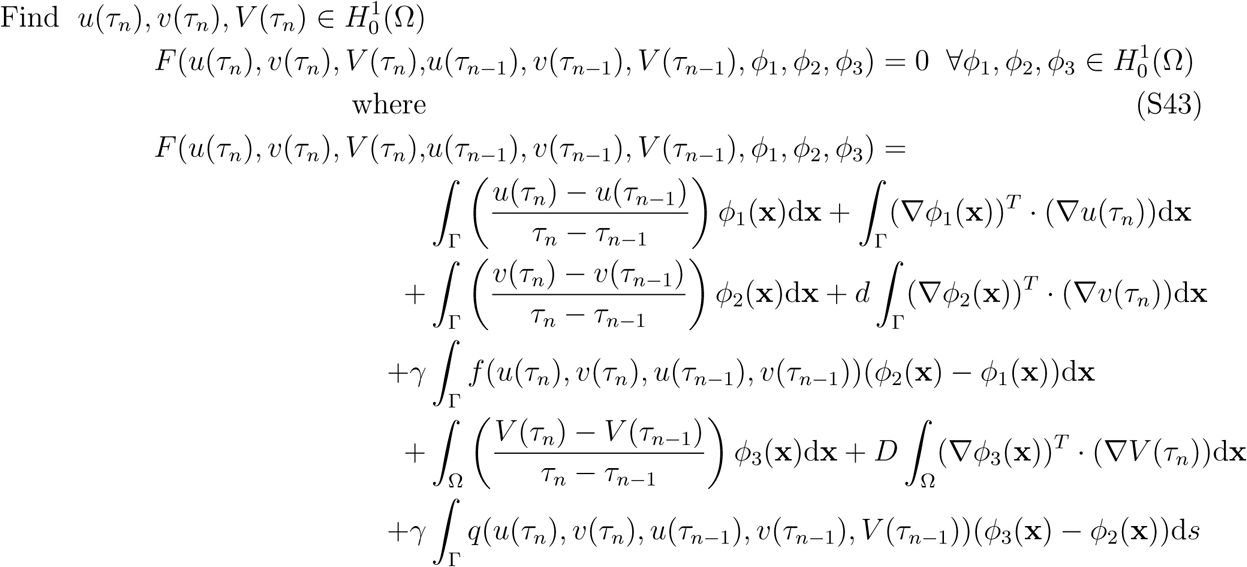 Find u(τ_n), v(τ_n), V(τ_n) ∈ H_0^1(Ω)
F(u(τ_n), v(τ_n), V(τ_n),u(τ_{n−1}), v(τ_{n−1}), V(τ_{n−1}), ϕ_1, ϕ_2, ϕ_3) = 0 ∀ϕ_1, ϕ_2, ϕ_3 ∈ H_0^1(Ω)
where (S43)
F(u(τ_n), v(τ_n), V(τ_n),u(τ_{n−1}), v(τ_{n−1}), V(τ_{n−1}), ϕ_1, ϕ_2, ϕ_3) =
∫_Γ ( (u(τ_n) − u(τ_{n−1})) / (τ_n − τ_{n−1}) ) ϕ_1(𝐱)d𝐱 + ∫_Γ (∇ϕ_1(𝐱))^T · (∇u(τ_n))d𝐱
+ ∫_Γ ( (v(τ_n) − v(τ_{n−1})) / (τ_n − τ_{n−1}) ) ϕ_2(𝐱)d𝐱 + d ∫_Γ (∇ϕ_2(𝐱))^T · (∇v(τ_n))d𝐱
+γ ∫_Γ f(u(τ_n), v(τ_n), u(τ_{n−1}), v(τ_{n−1}))(ϕ_2(𝐱) − ϕ_1(𝐱))d𝐱
+ ∫_Ω ( (V(τ_n) − V(τ_{n−1})) / (τ_n − τ_{n−1}) ) ϕ_3(𝐱)d𝐱 + D ∫_Ω (∇ϕ_3(𝐱))^T · (∇V(τ_n))d𝐱
+γ ∫_Γ q(u(τ_n), v(τ_n), u(τ_{n−1}), v(τ_{n−1}), V(τ_{n−1}))(ϕ_3(𝐱) − ϕ_2(𝐱))ds